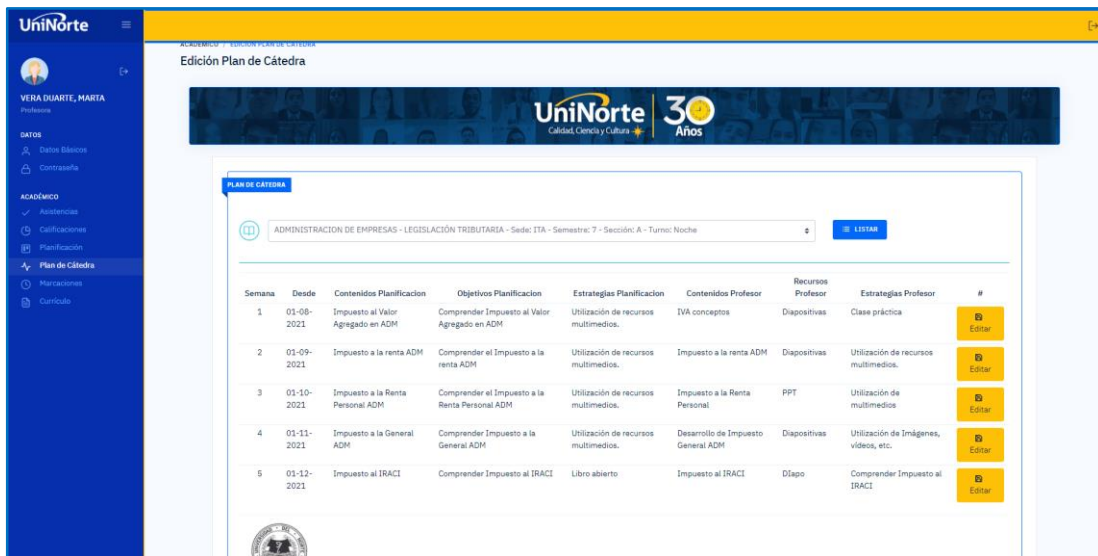 UniNorte
VERA DUARTE, MARTA
Profesora
DATOS
Datos Básicos
Contraseña
ACADÉMICO
Asistencias
Calificaciones
Planificación
Plan de Cátedra
Marcaciones
Currículo
ACADÉMICO / EDICIÓN PLAN DE CÁTEDRA
Edición Plan de Cátedra
UniNorte
Calidad, Ciencia y Cultura
30
Años
PLAN DE CÁTEDRA
ADMINISTRACION DE EMPRESAS - LEGISLACIÓN TRIBUTARIA - Sede: ITA - Semestre: 7 - Sección: A - Turno: Noche
LISTAR
Semana Desde Contenidos Planificacion Objetivos Planificacion Estrategias Planificacion Contenidos Profesor Recursos Profesor Estrategias Profesor #
1 01-08-2021 Impuesto al Valor Agregado en ADM Comprender Impuesto al Valor Agregado en ADM Utilización de recursos multimedios. IVA conceptos Diapositivas Clase práctica Editar
2 01-09-2021 Impuesto a la renta ADM Comprender el Impuesto a la renta ADM Utilización de recursos multimedios. Impuesto a la renta ADM Diapositivas Utilización de recursos multimedios. Editar
3 01-10-2021 Impuesto a la Renta Personal ADM Comprender el Impuesto a la Renta Personal ADM Utilización de recursos multimedios. Impuesto a la Renta Personal PPT Utilización de multimedios Editar
4 01-11-2021 Impuesto a la General ADM Comprender Impuesto a la General ADM Utilización de recursos multimedios. Desarrollo de Impuesto General ADM Diapositivas Utilización de Imágenes, vídeos, etc. Editar
5 01-12-2021 Impuesto al IRACI Comprender Impuesto al IRACI Libro abierto Impuesto al IRACI DIapo Comprender Impuesto al IRACI Editar